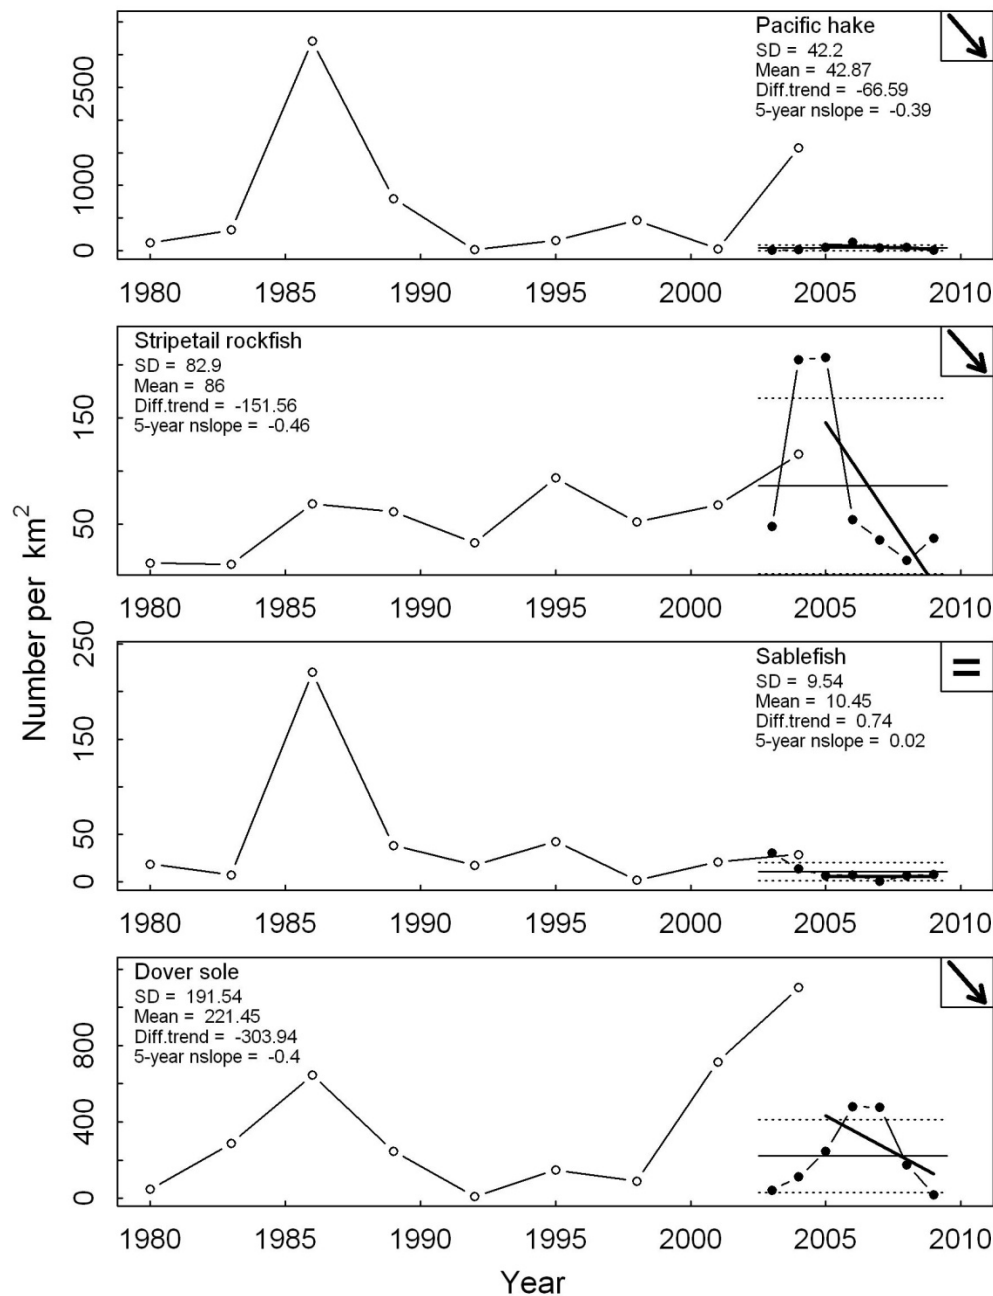 Pacific hake
SD = 42.2
Mean = 42.87
Diff.trend = -66.59
5-year nslope = -0.39
2500
1000
0
1980 1985 1990 1995 2000 2005 2010
Stripetail rockfish
SD = 82.9
Mean = 86
Diff.trend = -151.56
5-year nslope = -0.46
150
50
1980 1985 1990 1995 2000 2005 2010
Number per km²
Sablefish
SD = 9.54
Mean = 10.45
Diff.trend = 0.74
5-year nslope = 0.02
=
250
150
50
0
1980 1985 1990 1995 2000 2005 2010
Dover sole
SD = 191.54
Mean = 221.45
Diff.trend = -303.94
5-year nslope = -0.4
800
400
0
1980 1985 1990 1995 2000 2005 2010
Year